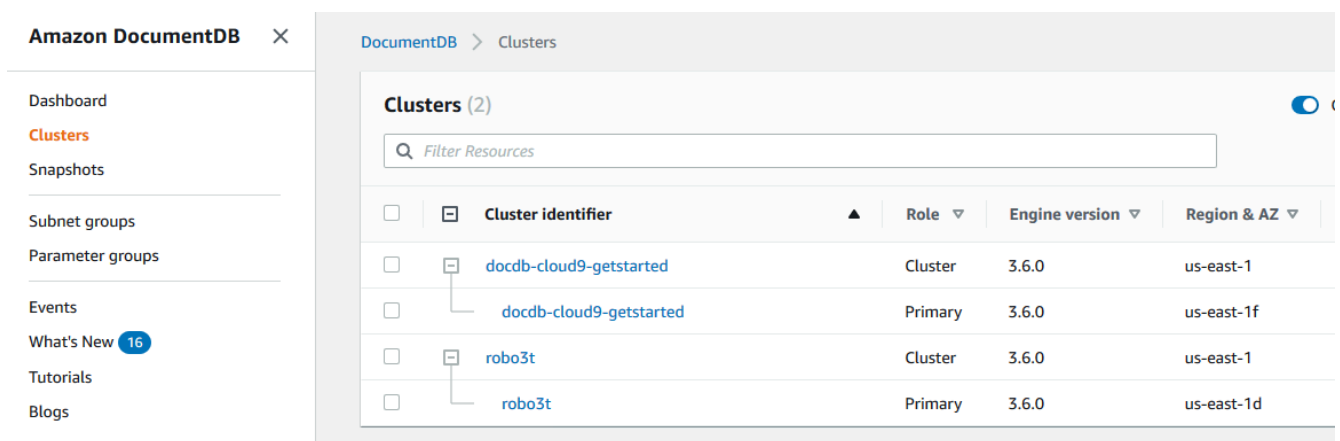 Amazon DocumentDB
Dashboard
Clusters
Snapshots
Subnet groups
Parameter groups
Events
What's New 16
Tutorials
Blogs
DocumentDB > Clusters
Clusters (2)
Filter Resources
Cluster identifier Role Engine version Region & AZ
docdb-cloud9-getstarted Cluster 3.6.0 us-east-1
docdb-cloud9-getstarted Primary 3.6.0 us-east-1f
robo3t Cluster 3.6.0 us-east-1
robo3t Primary 3.6.0 us-east-1d